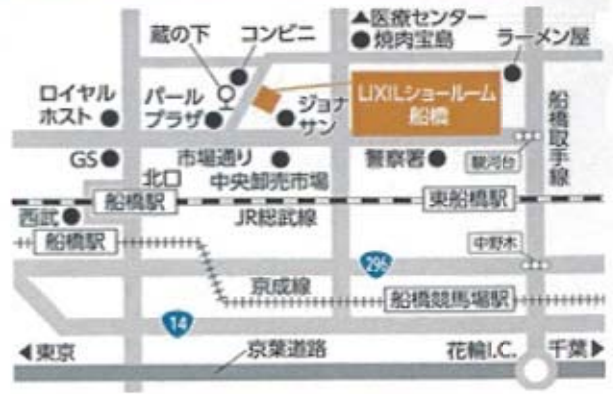 ▲医療センター
蔵の下
コンビニ
●焼肉宝島
ラーメン屋
ロイヤル
ホスト
パール
プラザ
ジョナ
サン
LIXILショールーム
船橋
船橋取手線
GS
市場通り
警察署
駿河台
北口
中央卸売市場
船橋駅
東船橋駅
西武
JR総武線
船橋駅
中野木
296
京成線
船橋競馬場駅
14
◀東京
京葉道路
花輪I.C.
千葉▶